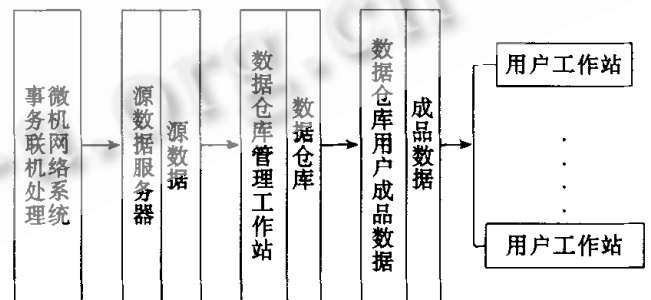 微机网络系统
事务联机处理
源数据服务器
源数据
数据仓库管理工作站
数据仓库
数据仓库用户成品数据
成品数据
用户工作站
用户工作站